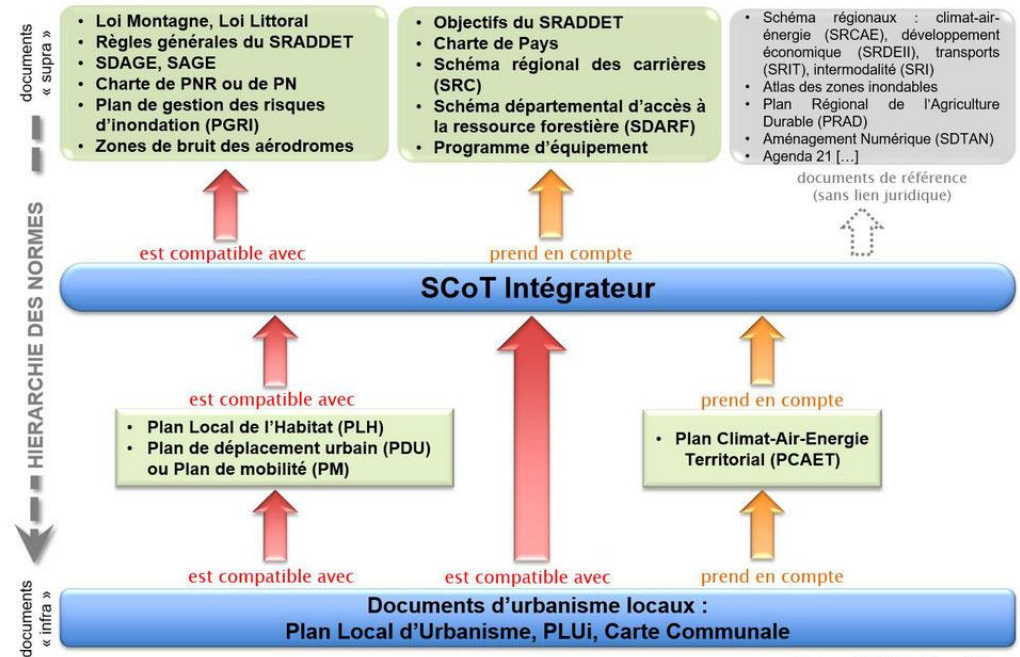 documents
« supra »
• Loi Montagne, Loi Littoral
• Règles générales du SRADDET
• SDAGE, SAGE
• Charte de PNR ou de PN
• Plan de gestion des risques
d'inondation (PGRI)
• Zones de bruit des aérodromes
• Objectifs du SRADDET
• Charte de Pays
• Schéma régional des carrières
(SRC)
• Schéma départemental d'accès à
la ressource forestière (SDARF)
• Programme d'équipement
• Schéma régionaux : climat-air-
énergie (SRCAE), développement
économique (SRDEII), transports
(SRIT), intermodalité (SRI)
• Atlas des zones inondables
• Plan Régional de l'Agriculture
Durable (PRAD)
• Aménagement Numérique (SDTAN)
• Agenda 21 [...]
documents de référence
(sans lien juridique)
est compatible avec
prend en compte
SCoT Intégrateur
HIERARCHIE DES NORMES
est compatible avec
prend en compte
• Plan Local de l'Habitat (PLH)
• Plan de déplacement urbain (PDU)
ou Plan de mobilité (PM)
• Plan Climat-Air-Energie
Territorial (PCAET)
est compatible avec
est compatible avec
prend en compte
documents
« infra »
Documents d'urbanisme locaux :
Plan Local d'Urbanisme, PLUi, Carte Communale